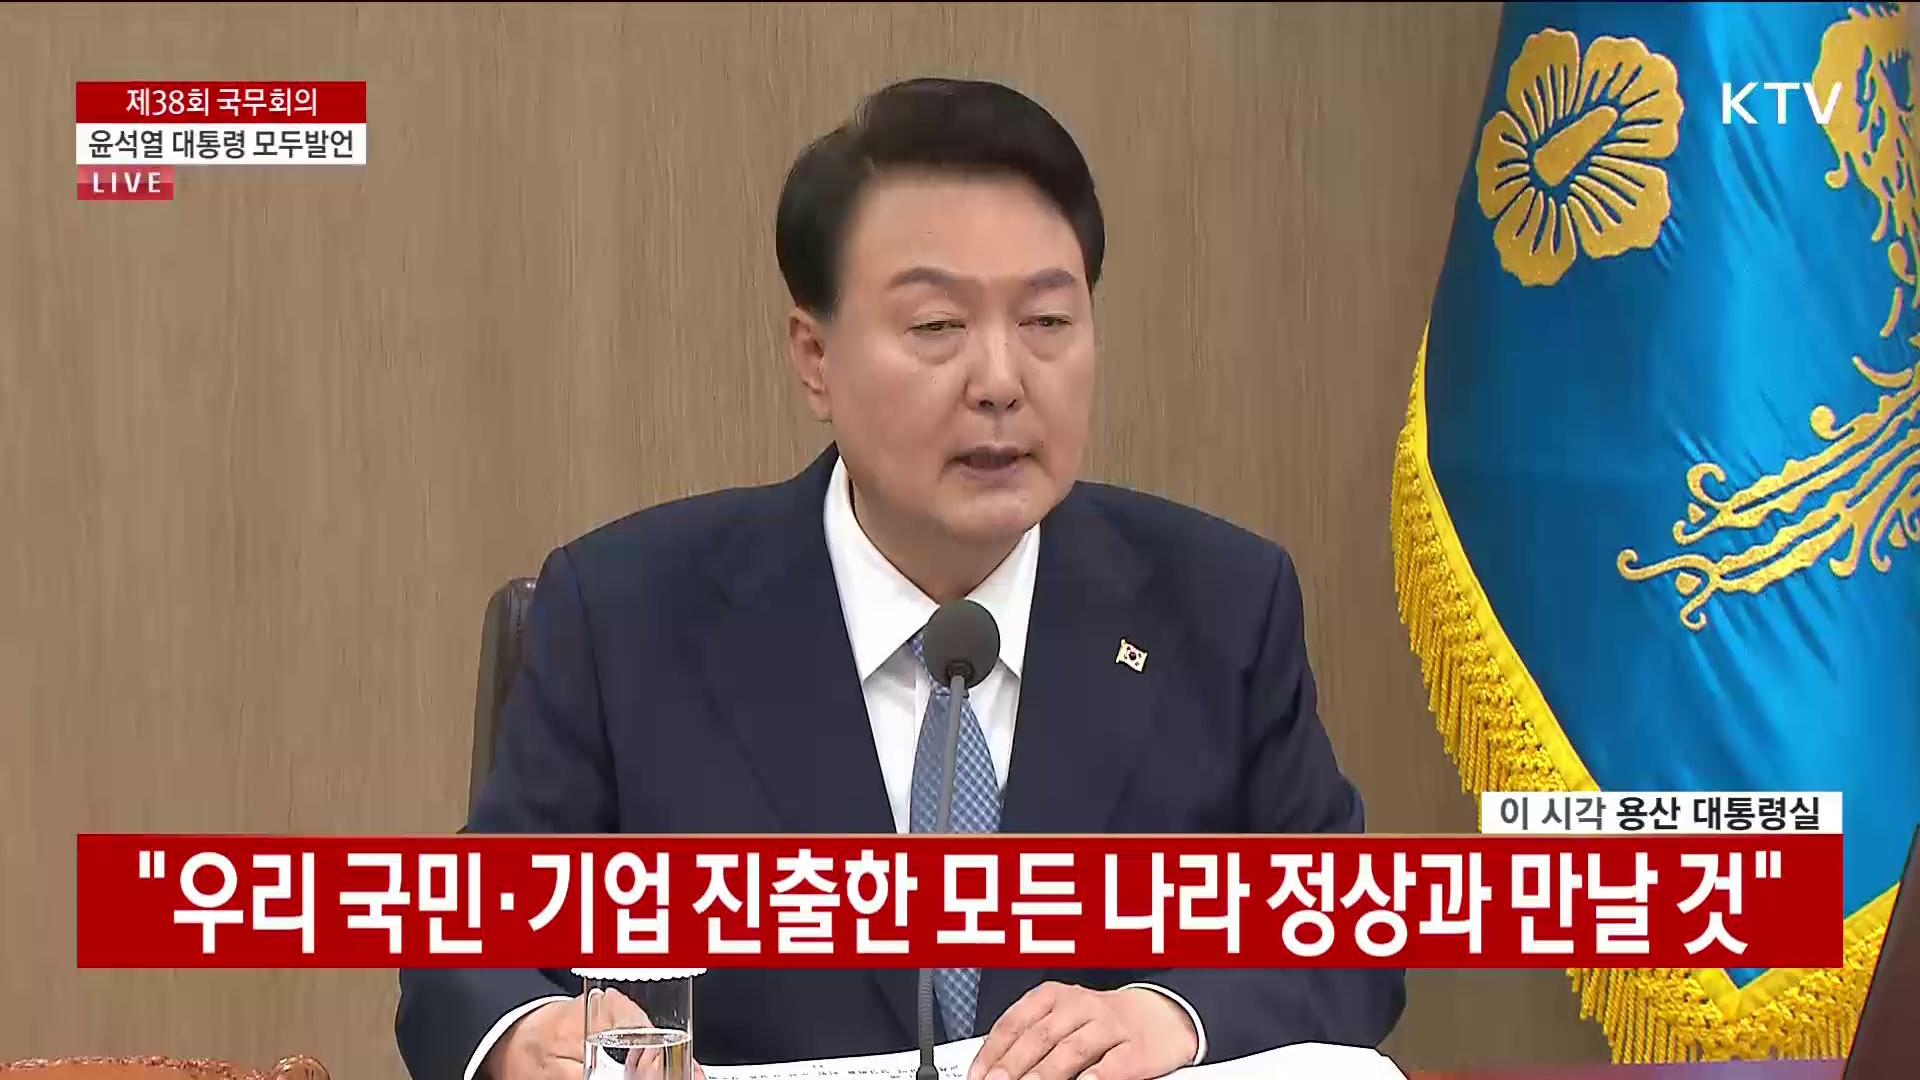 제38회 국무회의
윤석열 대통령 모두발언
LIVE
KTV
이 시각 용산 대통령실
"우리 국민·기업 진출한 모든 나라 정상과 만날 것"